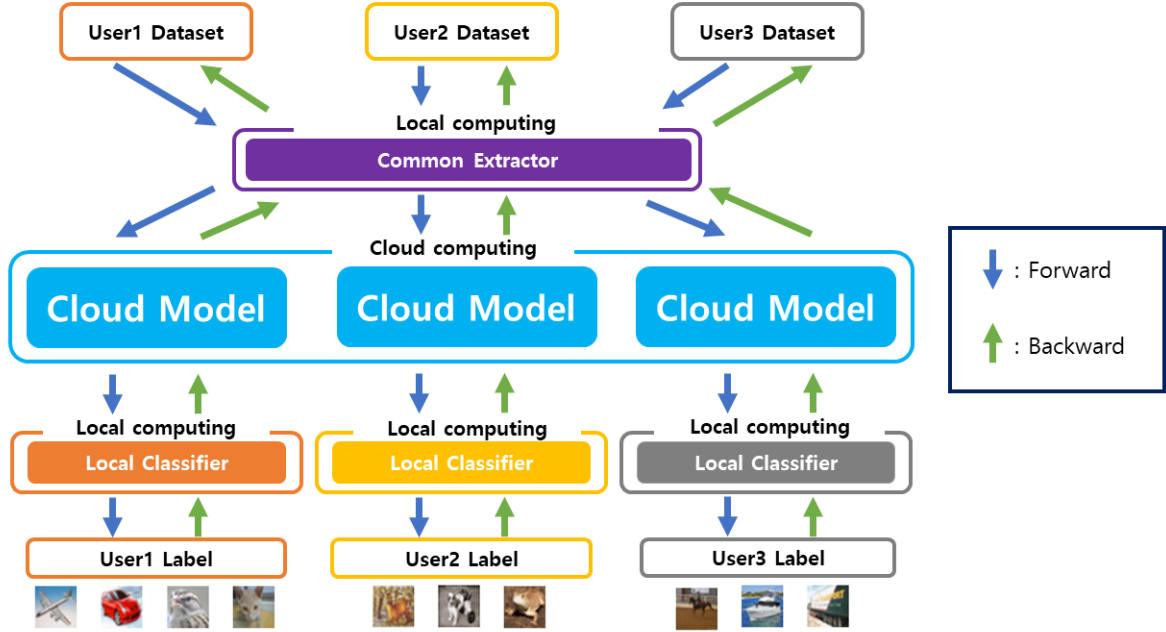 User1 Dataset
User2 Dataset
User3 Dataset
Local computing
Common Extractor
Cloud computing
Cloud Model
Cloud Model
Cloud Model
: Forward
: Backward
Local computing
Local computing
Local computing
Local Classifier
Local Classifier
Local Classifier
User1 Label
User2 Label
User3 Label